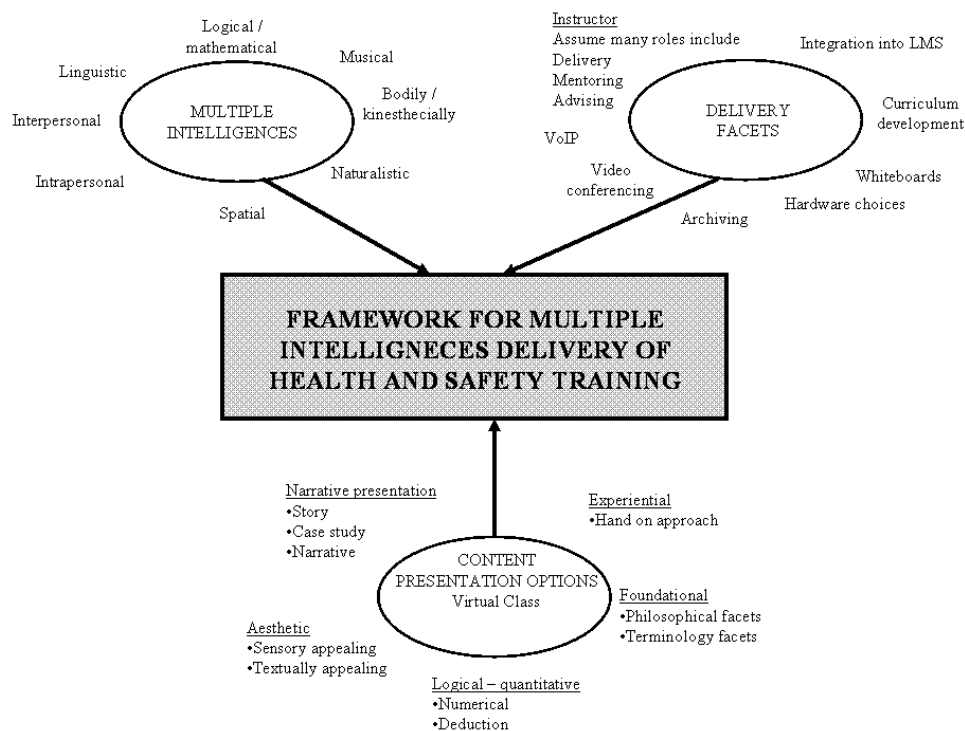 Logical /
mathematical
Musical
Linguistic
Bodily /
kinesthecially
Interpersonal
MULTIPLE
INTELLIGENCES
Intrapersonal
Naturalistic
Spatial
Instructor
Assume many roles include
Delivery
Mentoring
Advising
Integration into LMS
DELIVERY
FACETS
Curriculum
development
VoIP
Video
conferencing
Whiteboards
Hardware choices
Archiving
FRAMEWORK FOR MULTIPLE
INTELLIGNECES DELIVERY OF
HEALTH AND SAFETY TRAINING
Narrative presentation
•Story
•Case study
•Narrative
Experiential
•Hand on approach
CONTENT
PRESENTATION OPTIONS
Virtual Class
Foundational
•Philosophical facets
•Terminology facets
Aesthetic
•Sensory appealing
•Textually appealing
Logical – quantitative
•Numerical
•Deduction